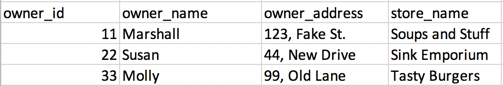 owner_id owner_name owner_address store_name
11 Marshall 123, Fake St. Soups and Stuff
22 Susan 44, New Drive Sink Emporium
33 Molly 99, Old Lane Tasty Burgers